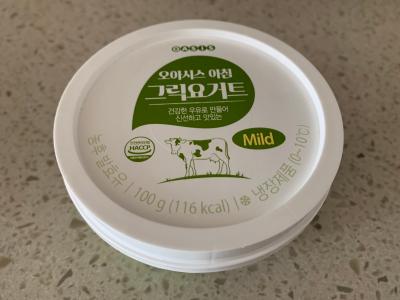 OASIS
오아시스 아침
그릭요거트
건강한 우유로 만들어
신선하고 맛있는
Mild
HACCP
농후발효유
100 g (116 kcal)
냉장제품 (0~10℃)